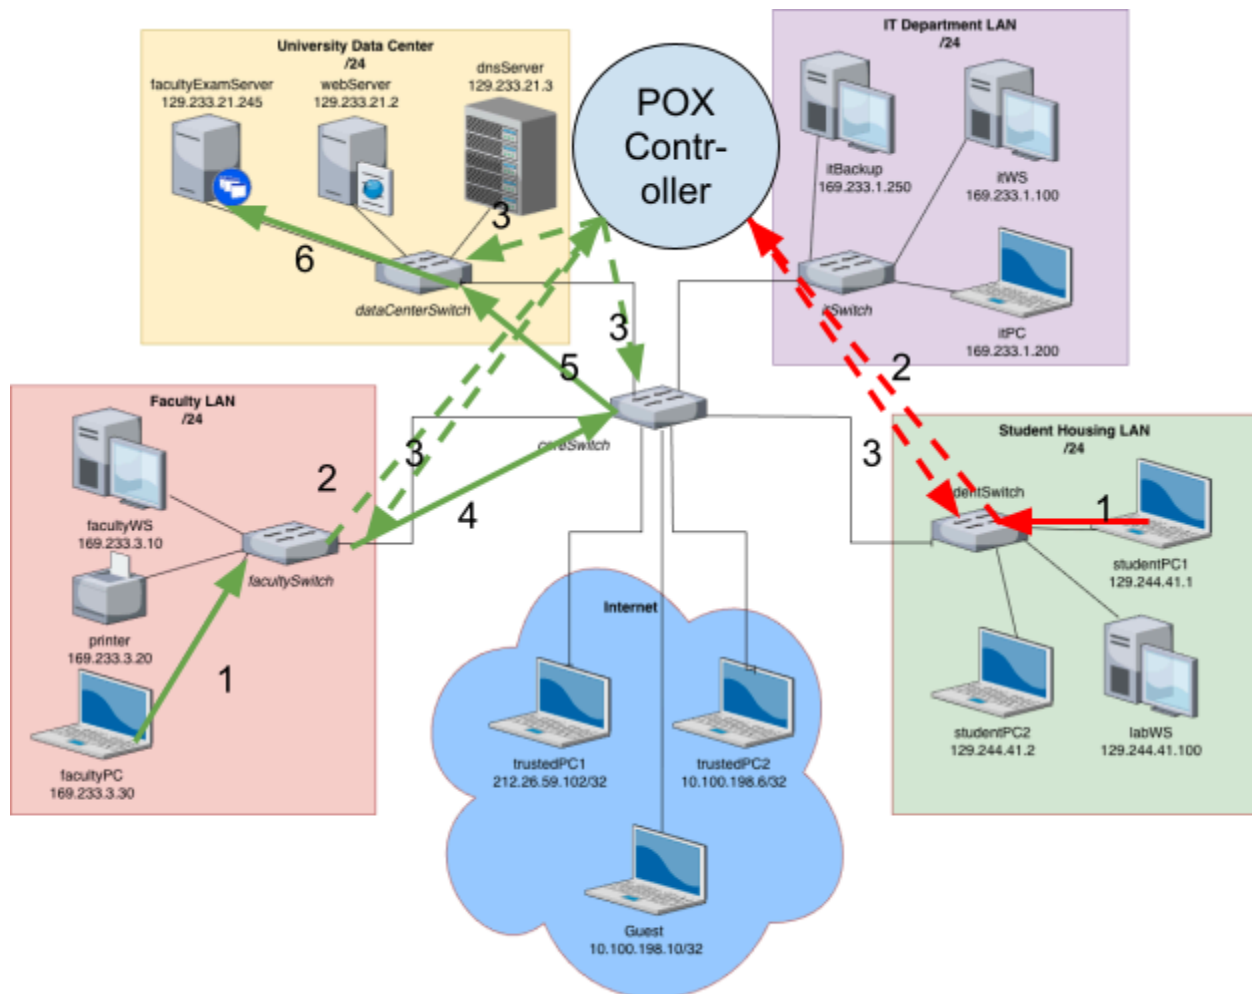 University Data Center
/24
facultyExamServer
129.233.21.245
webServer
129.233.21.2
dnsServer
129.233.21.3
3
6
dataCenterSwitch
POX
Contr-
oller
IT Department LAN
/24
itBackup
169.233.1.250
itWS
169.233.1.100
itSwitch
itPC
169.233.1.200
3
5
2
Faculty LAN
/24
facultyWS
169.233.3.10
printer
169.233.3.20
facultyPC
169.233.3.30
facultySwitch
1
2
3
4
coreSwitch
3
Student Housing LAN
/24
dentSwitch
1
studentPC1
129.244.41.1
studentPC2
129.244.41.2
labWS
129.244.41.100
Internet
trustedPC1
212.26.59.102/32
trustedPC2
10.100.198.6/32
Guest
10.100.198.10/32